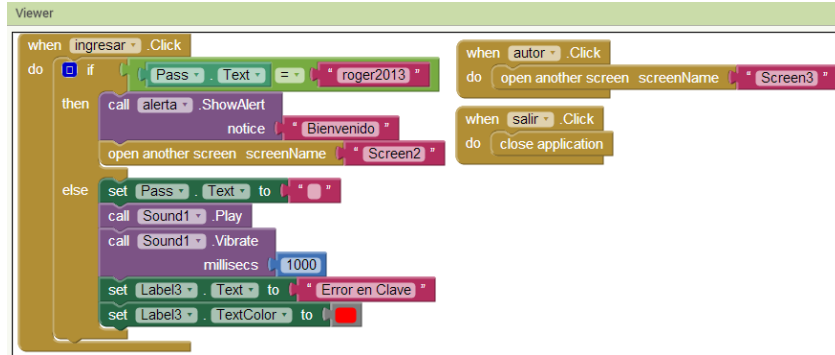 Viewer
when ingresar .Click
do if Pass . Text = " roger2013 "
then call alerta .ShowAlert
notice " Bienvenido "
open another screen screenName " Screen2 "
else set Pass . Text to " "
call Sound1 .Play
call Sound1 .Vibrate
millisecs 1000
set Label3 . Text to " Error en Clave "
set Label3 . TextColor to
when autor .Click
do open another screen screenName " Screen3 "
when salir .Click
do close application